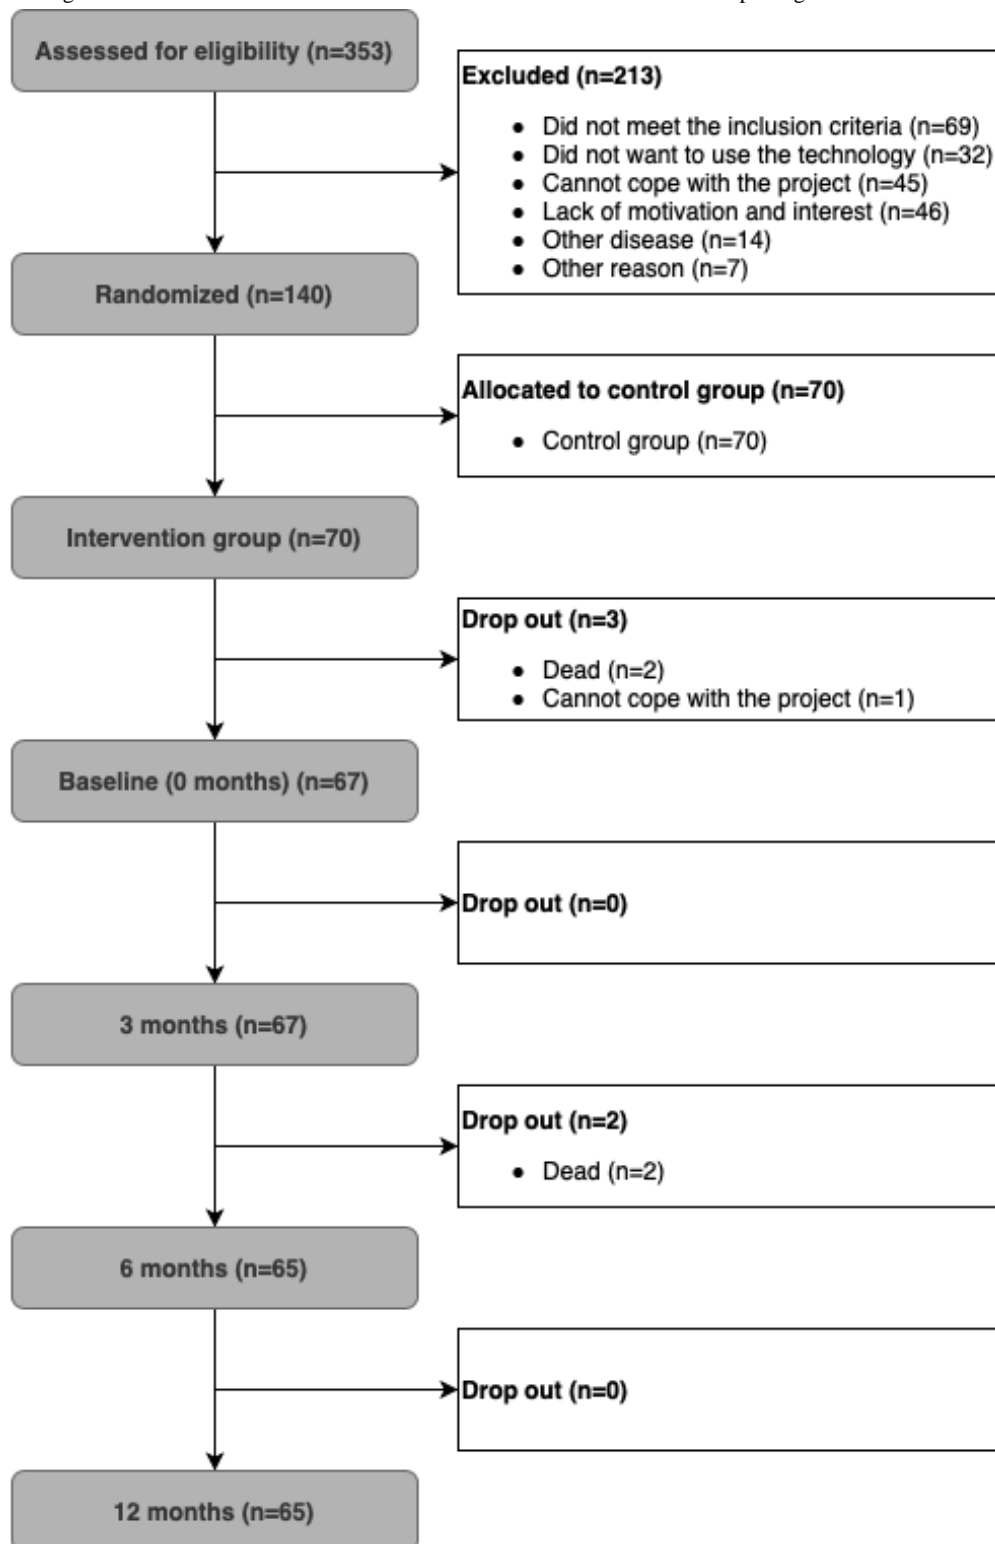 Assessed for eligibility (n=353)
Excluded (n=213)
● Did not meet the inclusion criteria (n=69)
● Did not want to use the technology (n=32)
● Cannot cope with the project (n=45)
● Lack of motivation and interest (n=46)
● Other disease (n=14)
● Other reason (n=7)
Randomized (n=140)
Allocated to control group (n=70)
● Control group (n=70)
Intervention group (n=70)
Drop out (n=3)
● Dead (n=2)
● Cannot cope with the project (n=1)
Baseline (0 months) (n=67)
Drop out (n=0)
3 months (n=67)
Drop out (n=2)
● Dead (n=2)
6 months (n=65)
Drop out (n=0)
12 months (n=65)